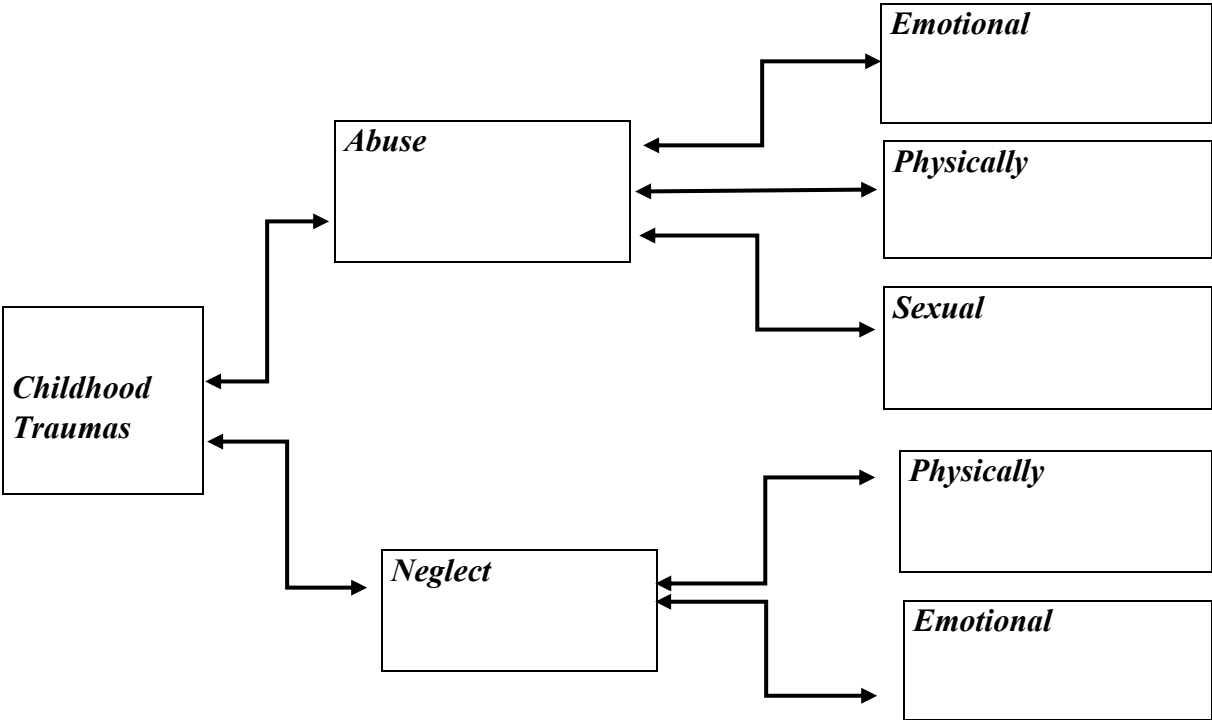 Emotional
Abuse
Physically
Sexual
Childhood
Traumas
Physically
Neglect
Emotional